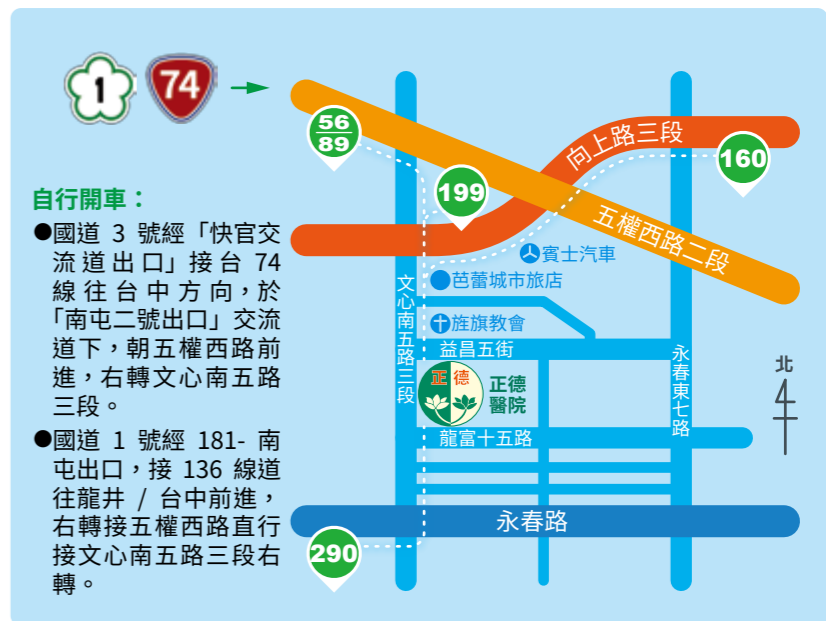 1
74
56
89
199
160
向上路三段
五權西路二段
自行開車：
●國道 3 號經「快官交
流道出口」接台 74
線往台中方向，於
「南屯二號出口」交流
道下，朝五權西路前
進，右轉文心南五路
三段。
●國道 1 號經 181- 南
屯出口，接 136 線道
往龍井 / 台中前進，
右轉接五權西路直行
接文心南五路三段右
轉。
賓士汽車
芭蕾城市旅店
旌旗教會
文心南五路三段
益昌五街
正德
正德
醫院
永春東七路
龍富十五路
永春路
290
北